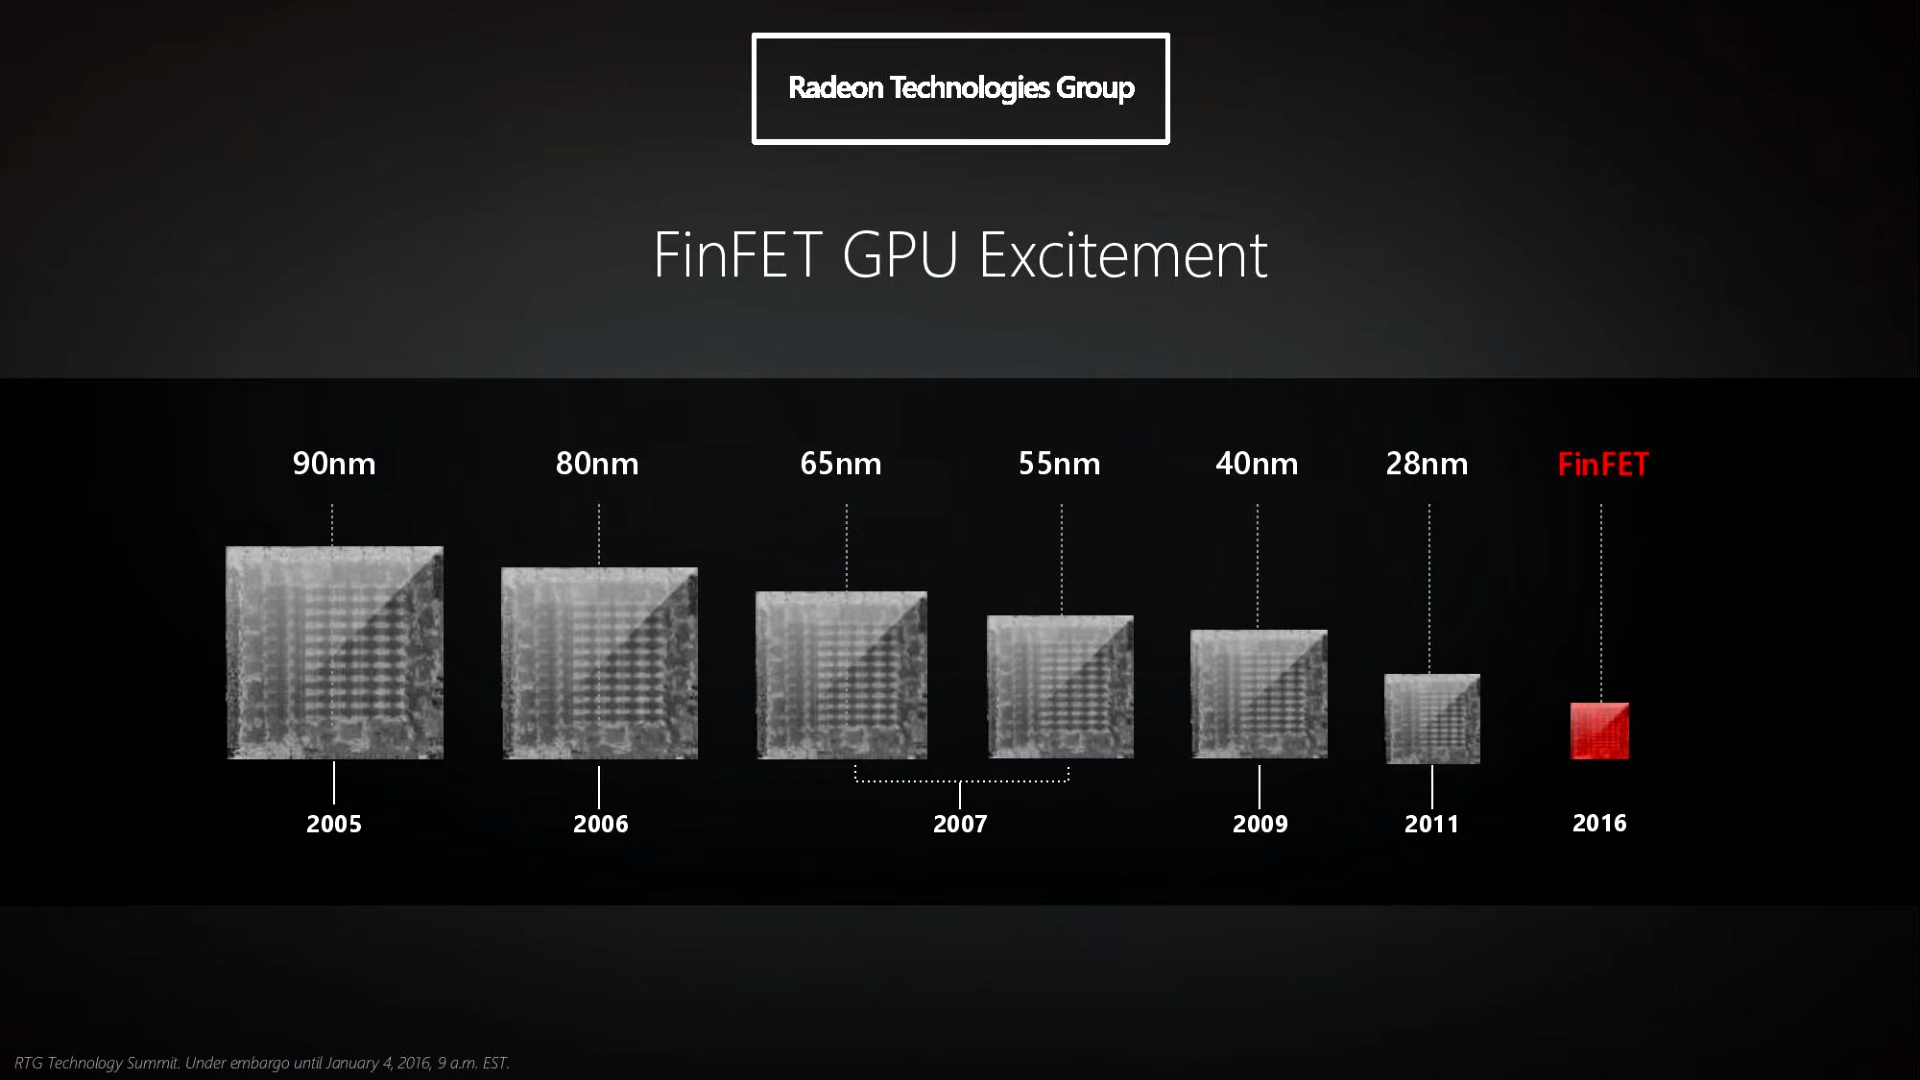 Radeon Technologies Group
FinFET GPU Excitement
90nm 80nm 65nm 55nm 40nm 28nm FinFET
2005 2006 2007 2009 2011 2016
RTG Technology Summit. Under embargo until January 4, 2016, 9 a.m. EST.